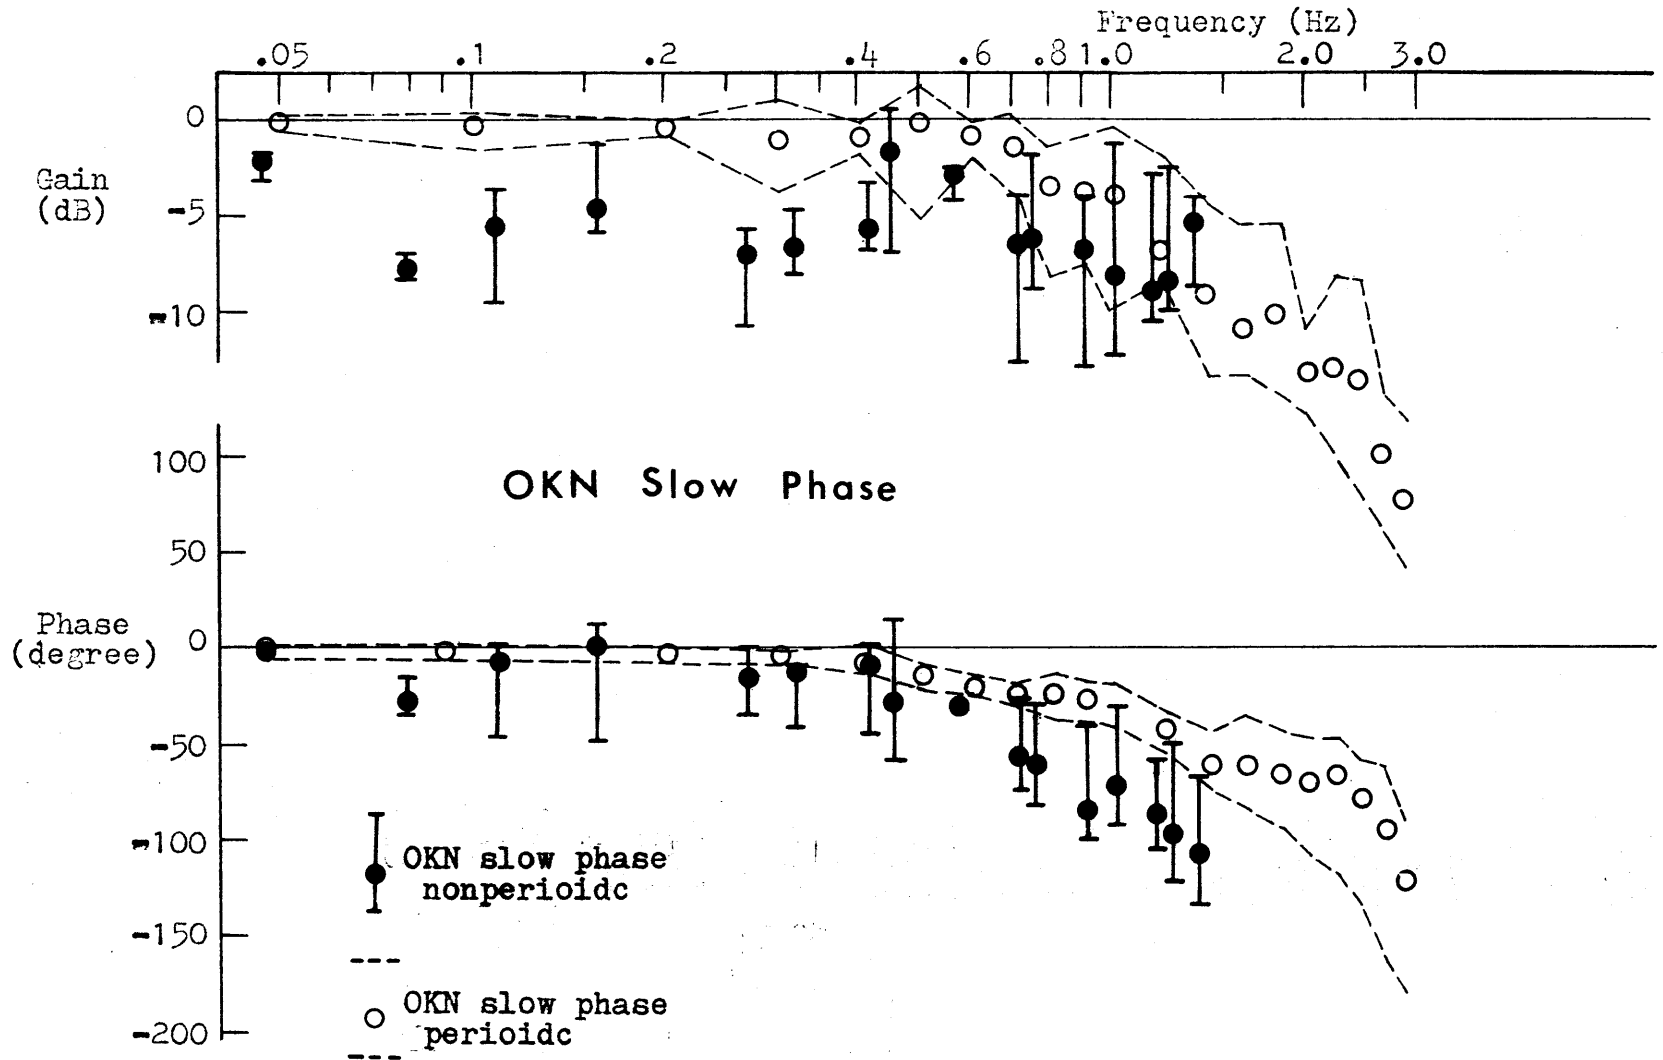 Frequency (Hz)
.05 .1 .2 .4 .6 .8 1.0 2.0 3.0
0
Gain
(dB)
-5
-10
100
OKN Slow Phase
50
Phase
(degree)
0
-50
-100
OKN slow phase
nonperioidc
-150
OKN slow phase
perioidc
-200